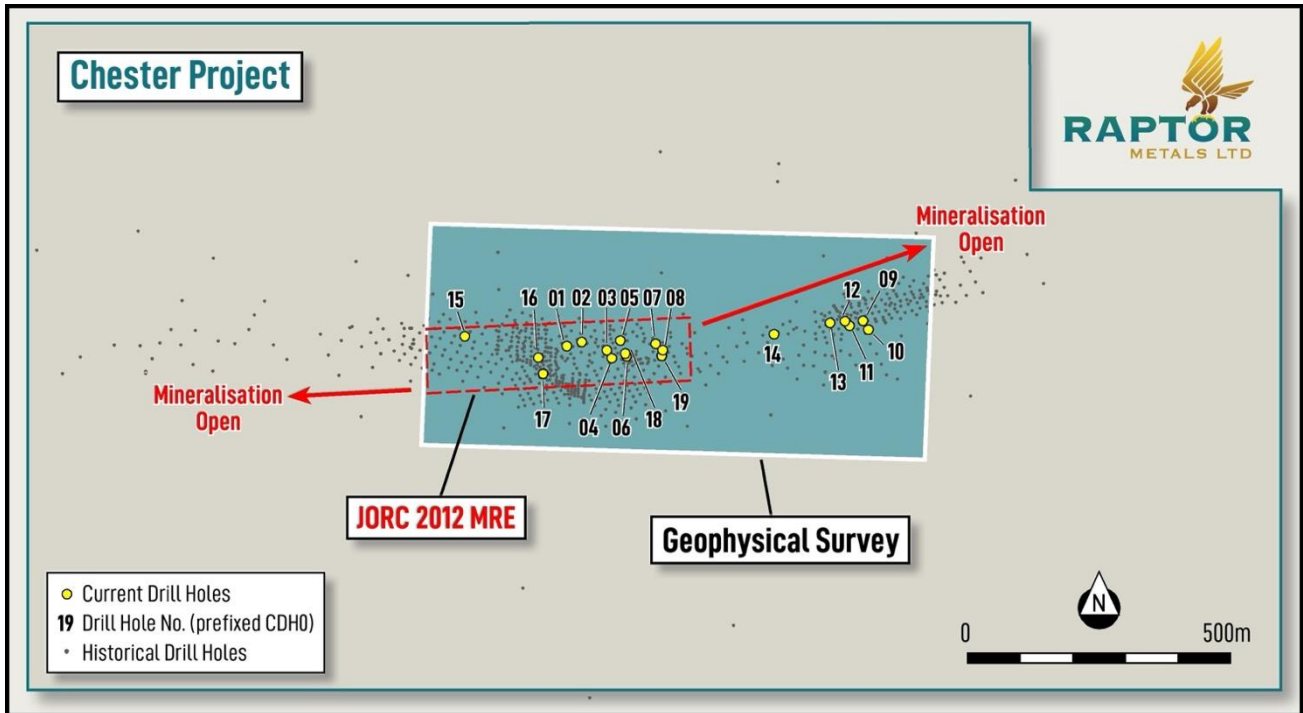 Chester Project
RAPTOR
METALS LTD
Mineralisation
Open
15
16
01
02
03
05
07
08
12
09
14
13
11
10
17
04
06
18
19
Mineralisation
Open
JORC 2012 MRE
Geophysical Survey
Current Drill Holes
19 Drill Hole No. (prefixed CDH0)
Historical Drill Holes
N
0 500m